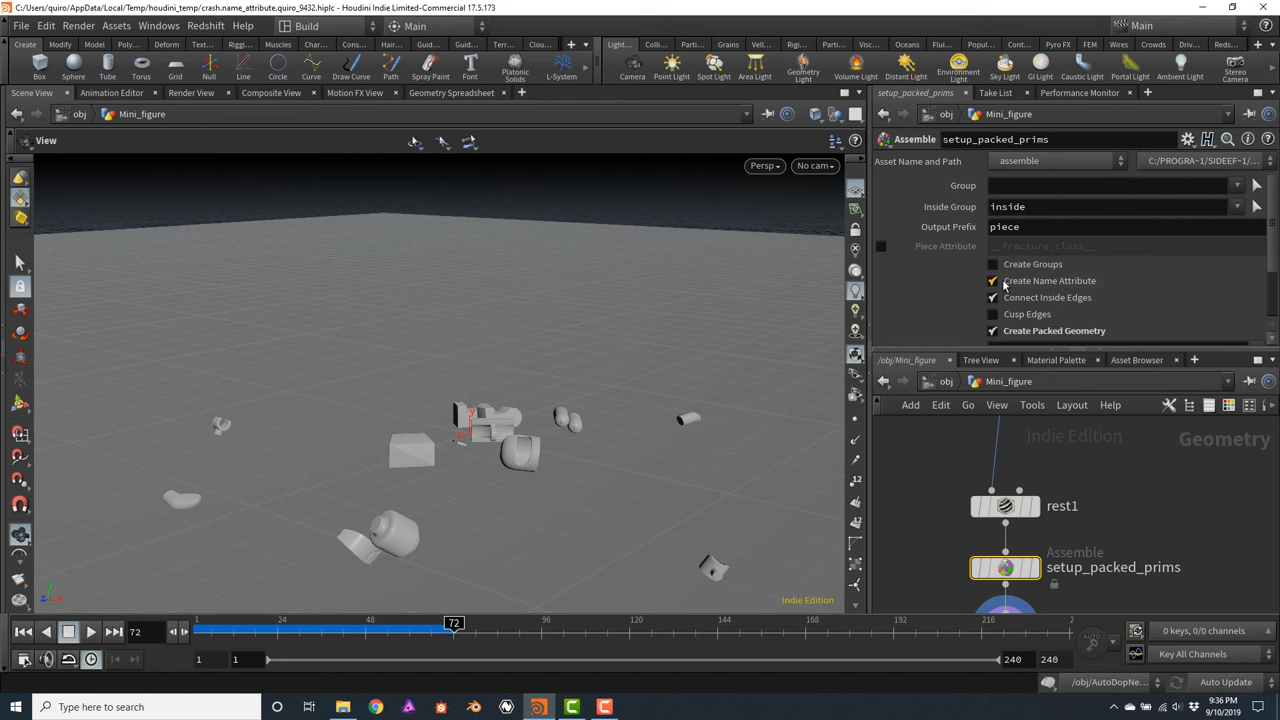 C:/Users/quiro/AppData/Local/Temp/houdini_temp/crash.name_attribute.quiro_9432.hiplc - Houdini Indie Limited-Commercial 17.5.173
File Edit Render Assets Windows Redshift Help Build Main Main
Create Modify Model Poly... Deform Text... Riggi... Muscles Char... Cons... Hair... Guid... Guid... Terr... Clou... Light... Colli... Parti... Grains Vell... Rigi... Parti... Visc... Oceans Flui... Popul... Cont... Pyro FX FEM Wires Crowds Driv... Reds...
Box Sphere Tube Torus Grid Null Line Circle Curve Draw Curve Path Spray Paint Font Platonic Solids L-System Camera Point Light Spot Light Area Light Geometry Light Volume Light Distant Light Environment Light Sky Light GI Light Caustic Light Portal Light Ambient Light Stereo Camera
Scene View Animation Editor Render View Composite View Motion FX View Geometry Spreadsheet
setup_packed_prims Take List Performance Monitor
obj Mini_figure
obj Mini_figure
View
Assemble setup_packed_prims
Persp No cam
Asset Name and Path assemble C:/PROGRA~1/SIDEEF~1/...
Group
Inside Group inside
Output Prefix piece
Piece Attribute __fracture_class__
Create Groups
Create Name Attribute
Connect Inside Edges
Cusp Edges
Create Packed Geometry
/obj/Mini_figure Tree View Material Palette Asset Browser
obj Mini_figure
Add Edit Go View Tools Layout Help
Indie Edition Geometry
rest1
Assemble
setup_packed_prims
Indie Edition
72 1 24 48 72 96 120 144 168 192 216 2
0 keys, 0/0 channels
1 1 240 240
Key All Channels
/obj/AutoDopNe... Auto Update
Type here to search
9:36 PM
9/10/2019